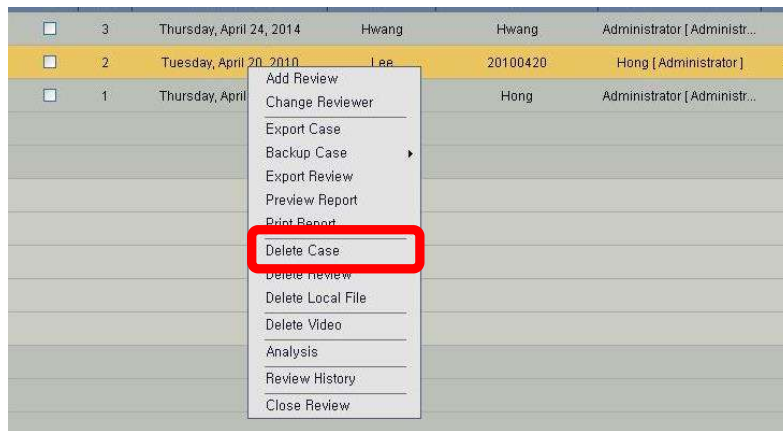 3 Thursday, April 24, 2014 Hwang Hwang Administrator [ Administr...
2 Tuesday, April 20, 2010 Lee 20100420 Hong [ Administrator ]
1 Thursday, April Hong Administrator [ Administr...
Add Review
Change Reviewer
Export Case
Backup Case
Export Review
Preview Report
Print Report
Delete Case
Delete Review
Delete Local File
Delete Video
Analysis
Review History
Close Review